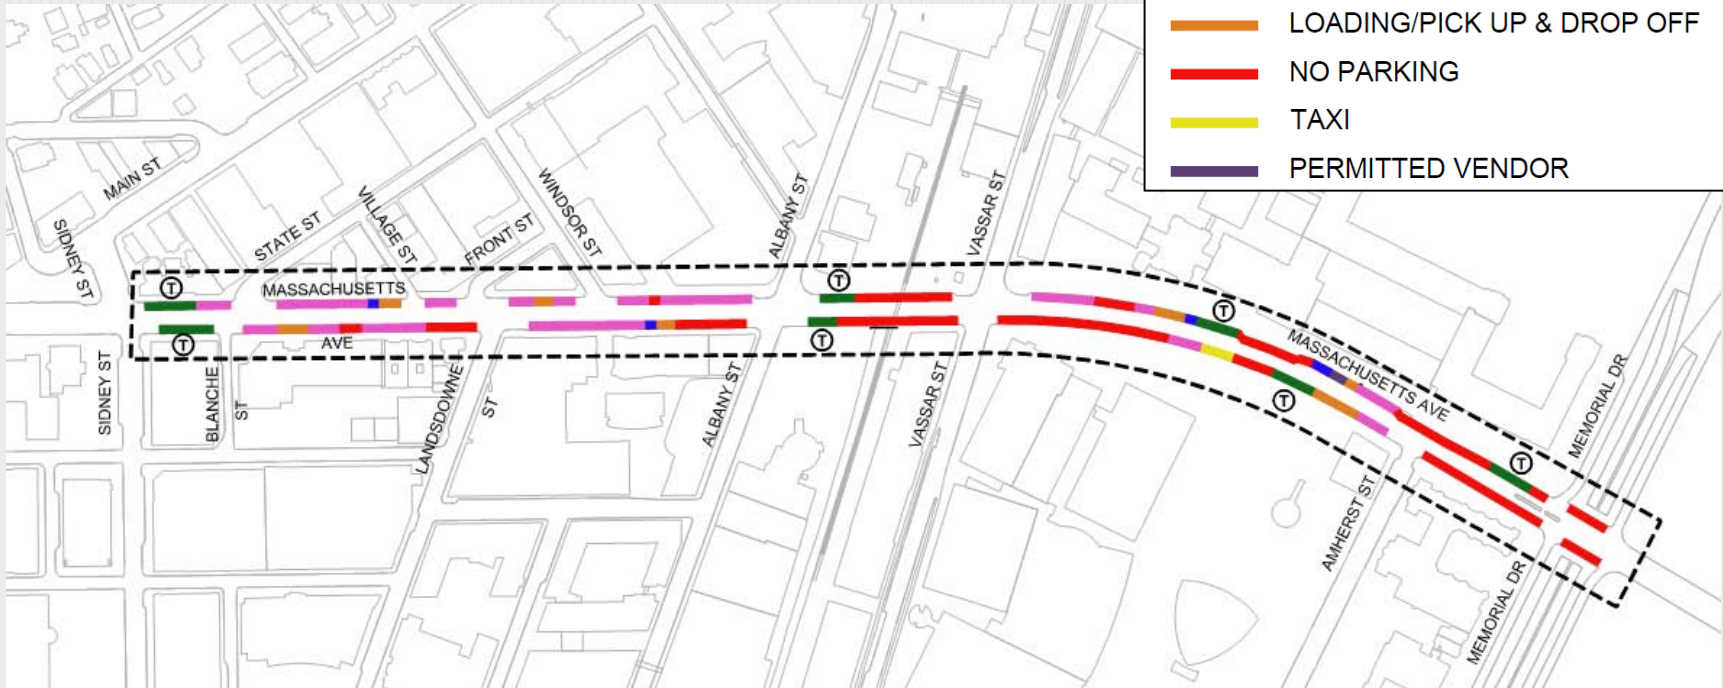 LOADING/PICK UP & DROP OFF
NO PARKING
TAXI
PERMITTED VENDOR
MAIN ST
SIDNEY ST
STATE ST
VILLAGE ST
FRONT ST
WINDSOR ST
ALBANY ST
VASSAR ST
T
MASSACHUSETTS
T
T
AVE
T
T
MASSACHUSETTS AVE
T
T
MEMORIAL DR
SIDNEY ST
BLANCHE
ST
LANDSDOWNE
ST
ALBANY ST
VASSAR ST
AMHERST ST
MEMORIAL DR